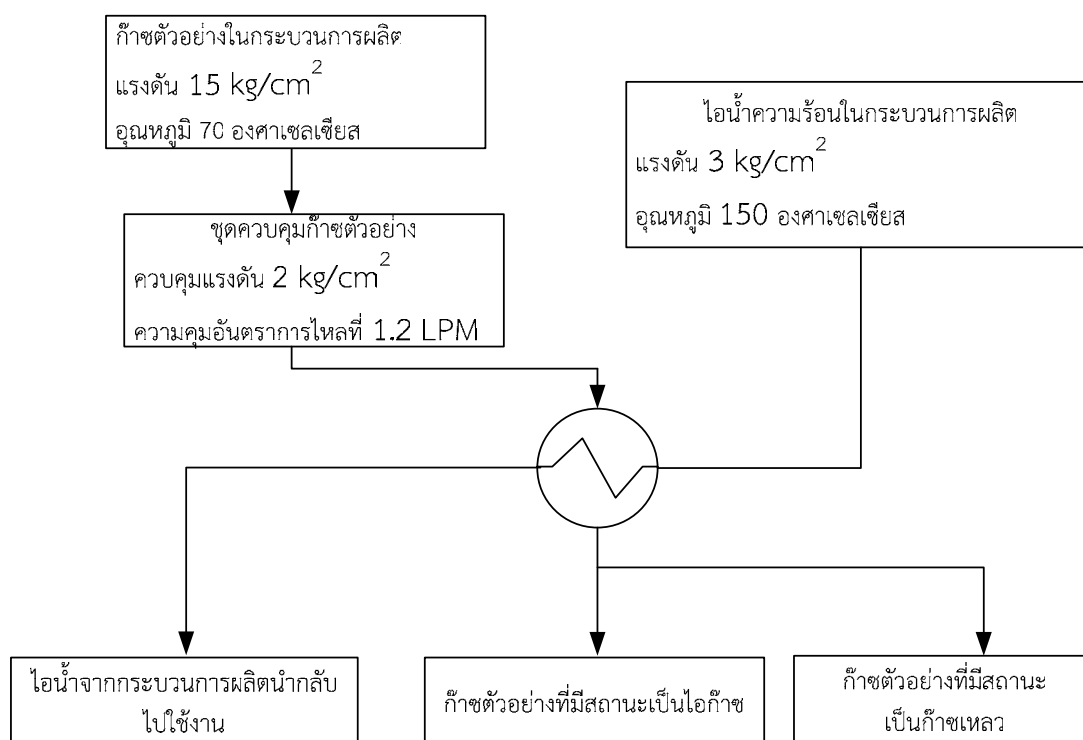 ก๊าซตัวอย่างในกระบวนการผลิต
แรงดัน 15 kg/cm²
อุณหภูมิ 70 องศาเซลเซียส
ไอน้ำความร้อนในกระบวนการผลิต
แรงดัน 3 kg/cm²
อุณหภูมิ 150 องศาเซลเซียส
ชุดควบคุมก๊าซตัวอย่าง
ควบคุมแรงดัน 2 kg/cm²
ความคุมอันตราการไหลที่ 1.2 LPM
ไอน้ำจากกระบวนการผลิตนำกลับ
ไปใช้งาน
ก๊าซตัวอย่างที่มีสถานะเป็นไอก๊าซ
ก๊าซตัวอย่างที่มีสถานะ
เป็นก๊าซเหลว